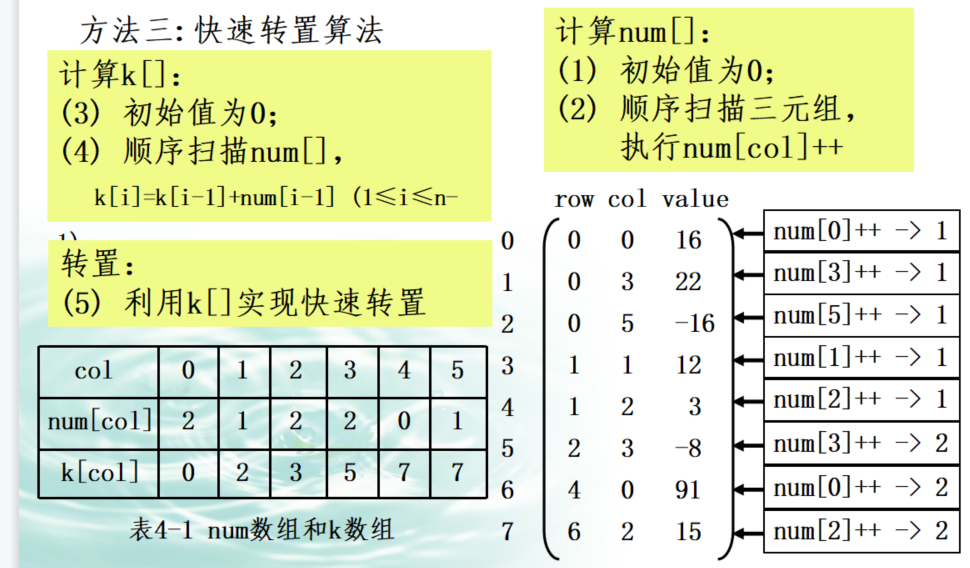 方法三:快速转置算法
计算k[]:
(3) 初始值为0;
(4) 顺序扫描num[],
k[i]=k[i-1]+num[i-1] (1≤i≤n-
1)
转置:
(5) 利用k[]实现快速转置
col 0 1 2 3 4 5
num[col] 2 1 2 2 0 1
k[col] 0 2 3 5 7 7
表4-1 num数组和k数组
计算num[]:
(1) 初始值为0;
(2) 顺序扫描三元组,
执行num[col]++
row col value
0 0 0 16 num[0]++ -> 1
1 0 3 22 num[3]++ -> 1
2 0 5 -16 num[5]++ -> 1
3 1 1 12 num[1]++ -> 1
4 1 2 3 num[2]++ -> 1
5 2 3 -8 num[3]++ -> 2
6 4 0 91 num[0]++ -> 2
7 6 2 15 num[2]++ -> 2